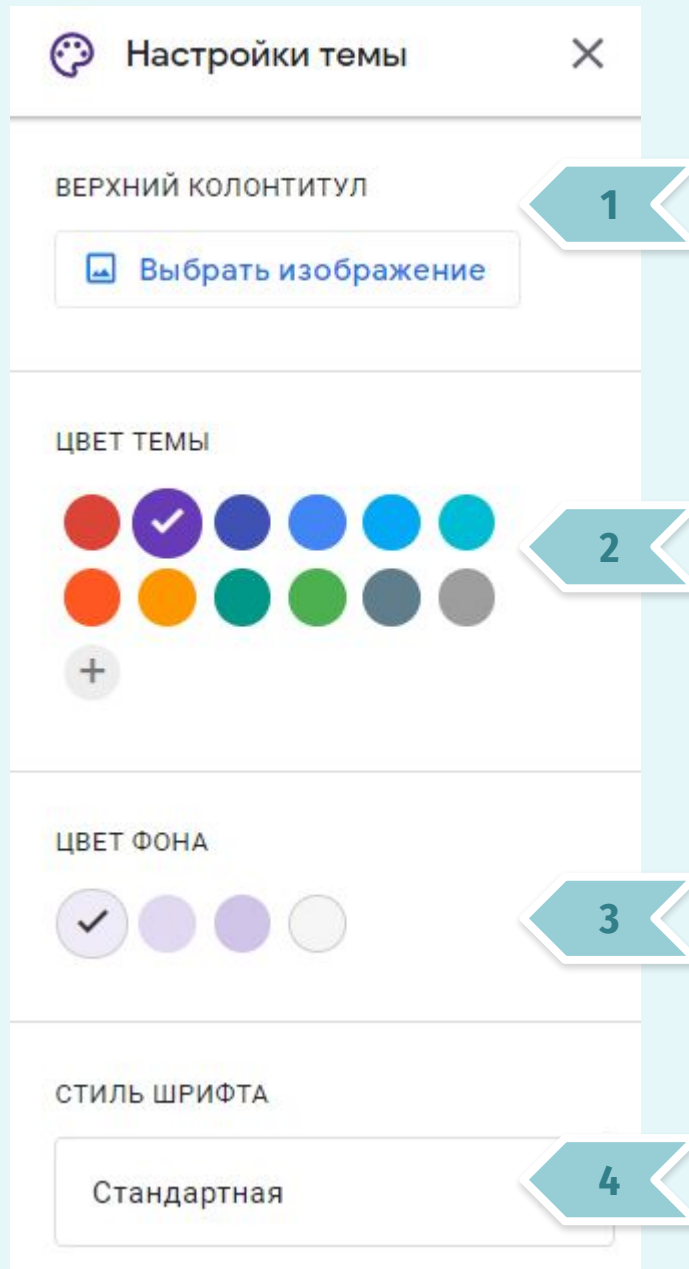 Настройки темы
ВЕРХНИЙ КОЛОНТИТУЛ
1
Выбрать изображение
ЦВЕТ ТЕМЫ
2
+
ЦВЕТ ФОНА
3
СТИЛЬ ШРИФТА
Стандартная
4